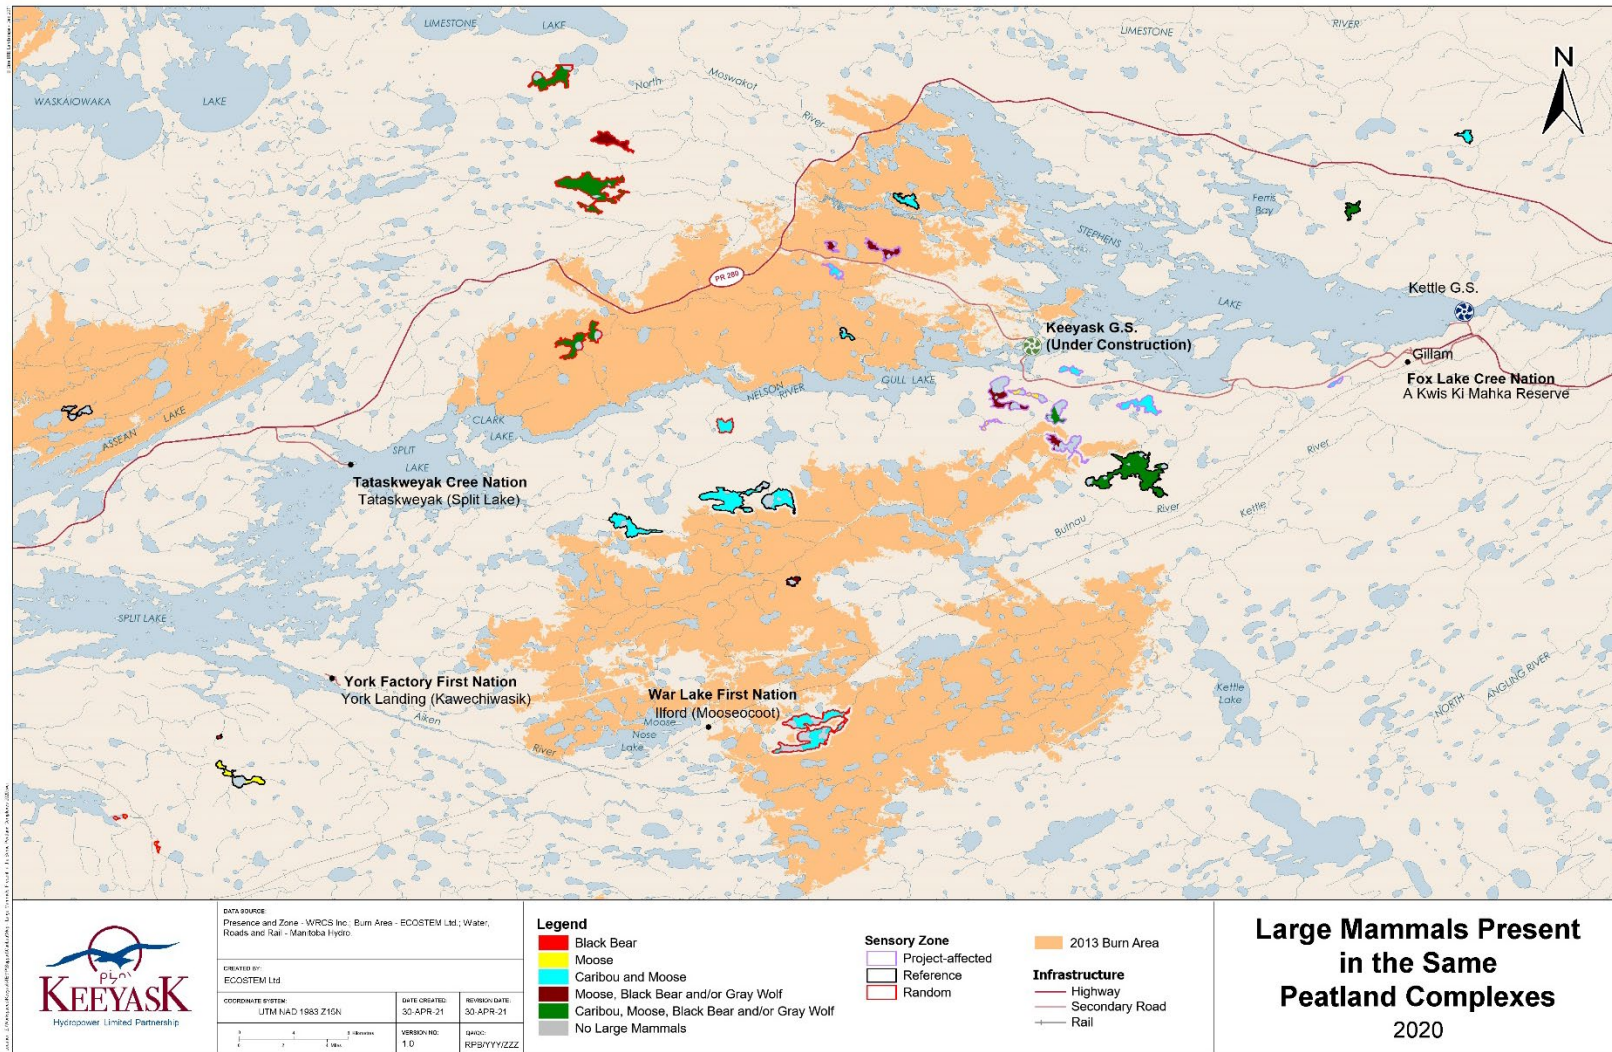 LIMESTONE
LAKE
LIMESTONE
RIVER
WASKAIOWAKA
LAKE
North
Moswakot
River
N
Ferris
Bay
STEPHENS
LAKE
PR 280
Kettle G.S.
Keeyask G.S.
(Under Construction)
Gillam
Fox Lake Cree Nation
A Kwis Ki Mahka Reserve
NELSON
RIVER
GULL LAKE
ASSEAN
LAKE
CLARK
LAKE
SPLIT
LAKE
Tataskweyak Cree Nation
Tataskweyak (Split Lake)
Butnau
River
Kettle
River
SPLIT LAKE
York Factory First Nation
York Landing (Kawechiwasik)
Aiken
River
War Lake First Nation
Ilford (Mooseocoot)
Moose
Nose
Lake
Kettle
Lake
NORTH
ANGLING RIVER
KEEYASK
Hydropower Limited Partnership
DATA SOURCE:
Presence and Zone - WRCS Inc.; Burn Area - ECOSTEM Ltd.; Water,
Roads and Rail - Manitoba Hydro.
CREATED BY:
ECOSTEM Ltd.
COORDINATE SYSTEM:
UTM NAD 1983 Z15N
DATE CREATED:
30-APR-21
REVISION DATE:
30-APR-21
VERSION NO:
1.0
QA/QC:
RPB/YYY/ZZZ
Legend
Black Bear
Moose
Caribou and Moose
Moose, Black Bear and/or Gray Wolf
Caribou, Moose, Black Bear and/or Gray Wolf
No Large Mammals
Sensory Zone
Project-affected
Reference
Random
2013 Burn Area
Infrastructure
Highway
Secondary Road
Rail
Large Mammals Present
in the Same
Peatland Complexes
2020